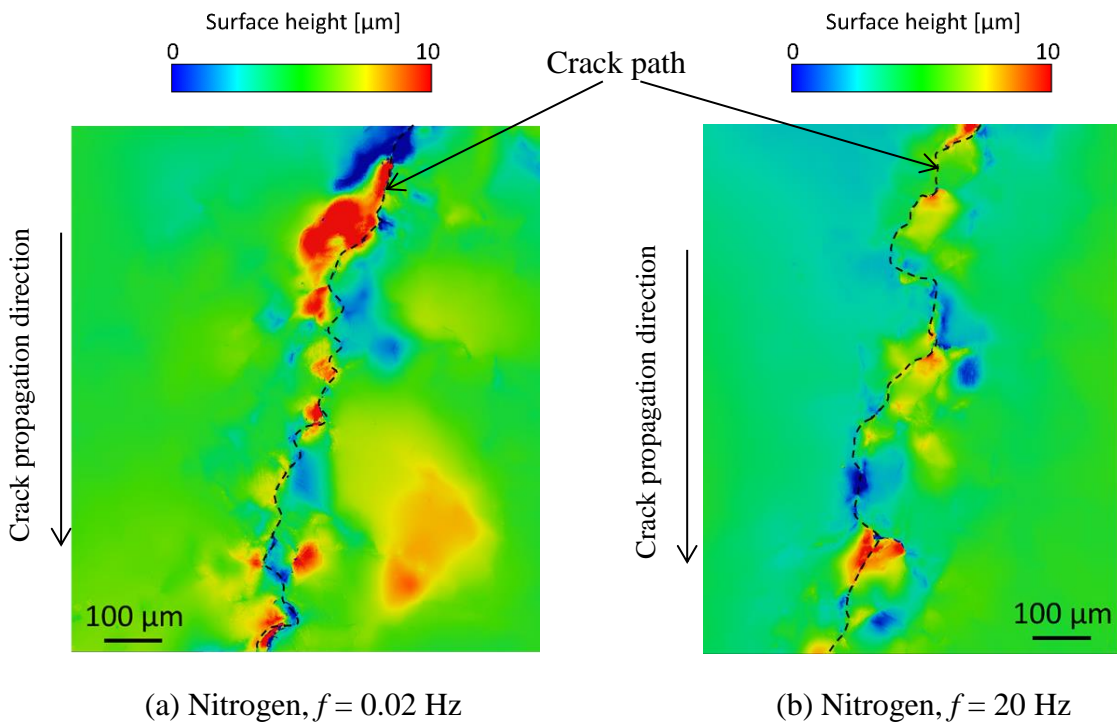 Surface height [μm]
0 10
Surface height [μm]
0 10
Crack path
Crack propagation direction
Crack propagation direction
100 μm
100 μm
(a) Nitrogen, f = 0.02 Hz
(b) Nitrogen, f = 20 Hz